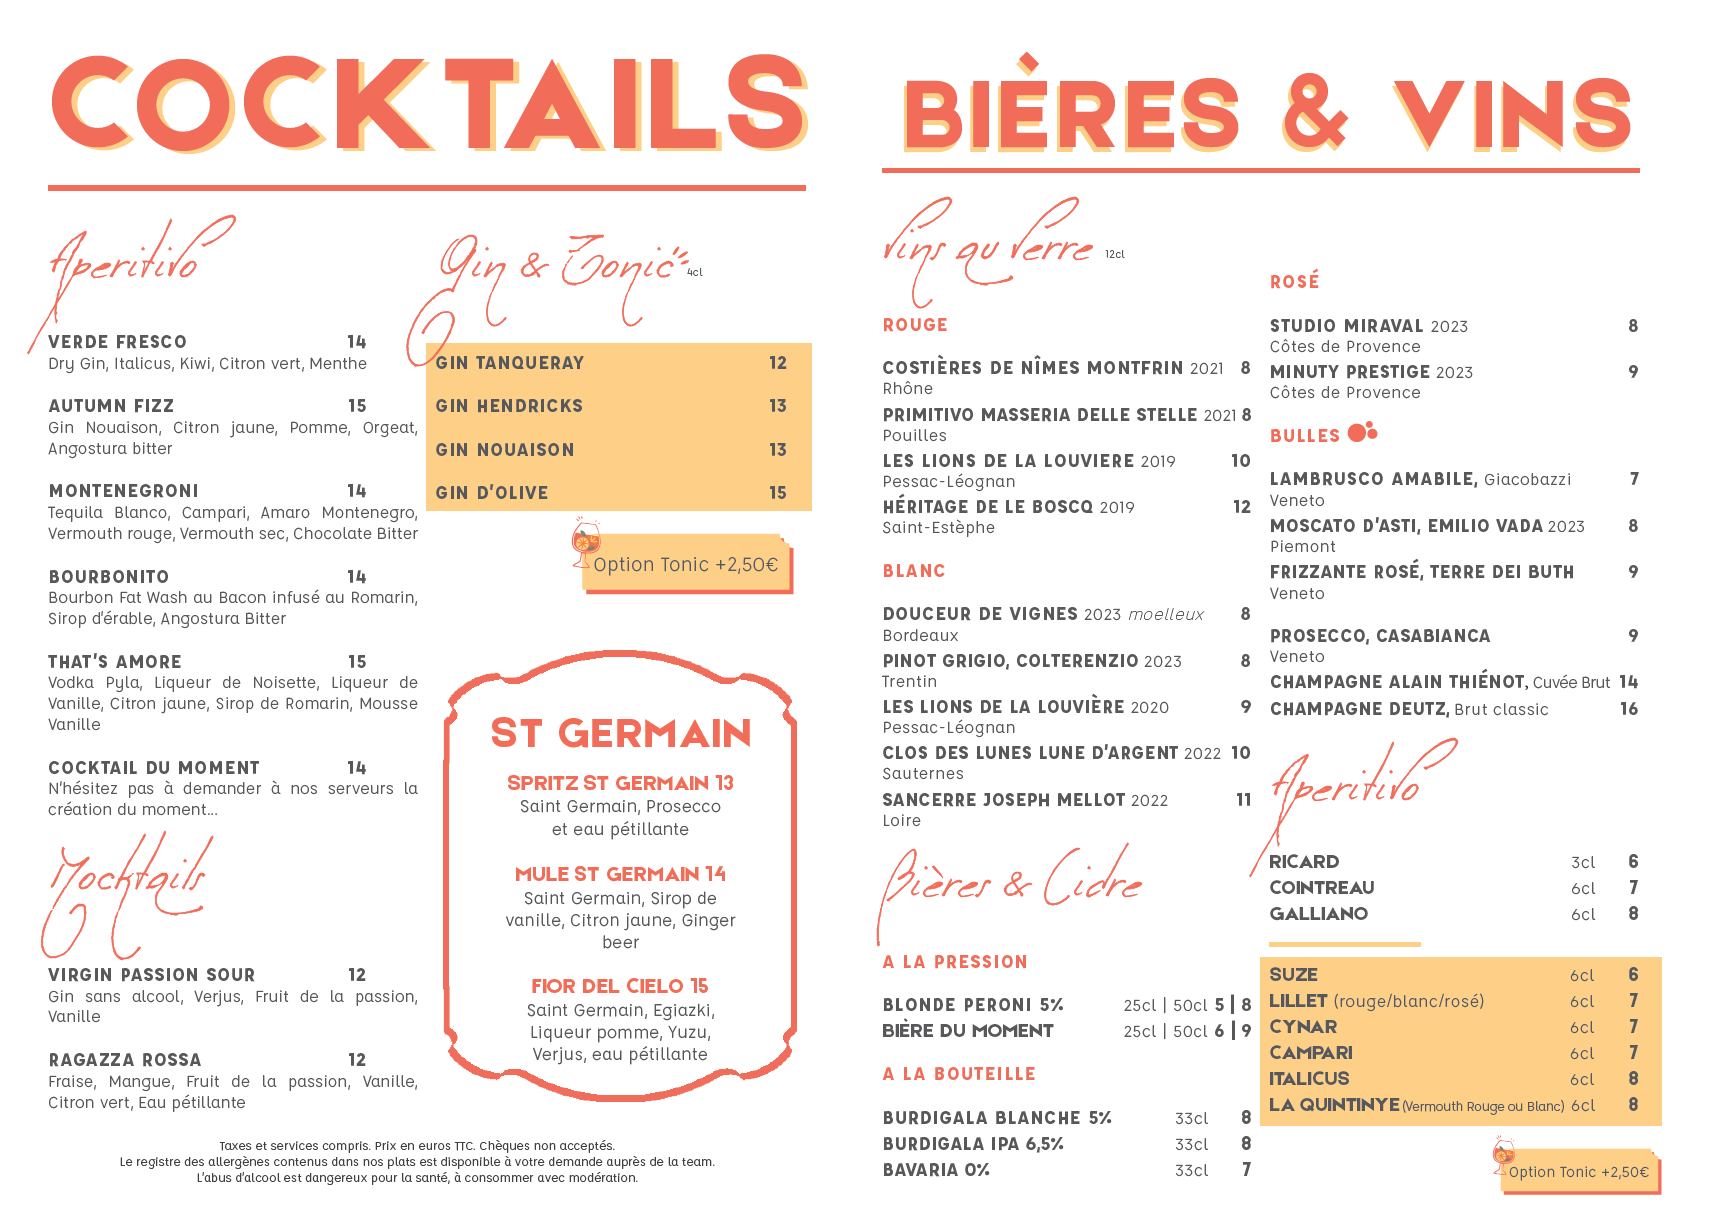 COCKTAILS
Aperitivo
VERDE FRESCO 14
Dry Gin, Italicus, Kiwi, Citron vert, Menthe
AUTUMN FIZZ 15
Gin Nouaison, Citron jaune, Pomme, Orgeat,
Angostura bitter
MONTENEGRONI 14
Tequila Blanco, Campari, Amaro Montenegro,
Vermouth rouge, Vermouth sec, Chocolate Bitter
BOURBONITO 14
Bourbon Fat Wash au Bacon infusé au Romarin,
Sirop d'érable, Angostura Bitter
THAT'S AMORE 15
Vodka Pyla, Liqueur de Noisette, Liqueur de
Vanille, Citron jaune, Sirop de Romarin, Mousse
Vanille
COCKTAIL DU MOMENT 14
N'hésitez pas à demander à nos serveurs la
création du moment...
Mocktails
VIRGIN PASSION SOUR 12
Gin sans alcool, Verjus, Fruit de la passion,
Vanille
RAGAZZA ROSSA 12
Fraise, Mangue, Fruit de la passion, Vanille,
Citron vert, Eau pétillante
Gin & Tonic 4cl
GIN TANQUERAY 12
GIN HENDRICKS 13
GIN NOUAISON 13
GIN D'OLIVE 15
Option Tonic +2,50€
ST GERMAIN
SPRITZ ST GERMAIN 13
Saint Germain, Prosecco
et eau pétillante
MULE ST GERMAIN 14
Saint Germain, Sirop de
vanille, Citron jaune, Ginger
beer
FIOR DEL CIELO 15
Saint Germain, Egiazki,
Liqueur pomme, Yuzu,
Verjus, eau pétillante
Taxes et services compris. Prix en euros TTC. Chèques non acceptés.
Le registre des allergènes contenus dans nos plats est disponible à votre demande auprès de la team.
L'abus d'alcool est dangereux pour la santé, à consommer avec modération.
BIÈRES & VINS
Vins au Verre 12cl
ROUGE
COSTIÈRES DE NÎMES MONTFRIN 2021 8
Rhône
PRIMITIVO MASSERIA DELLE STELLE 2021 8
Pouilles
LES LIONS DE LA LOUVIERE 2019 10
Pessac-Léognan
HÉRITAGE DE LE BOSCQ 2019 12
Saint-Estèphe
BLANC
DOUCEUR DE VIGNES 2023 moelleux 8
Bordeaux
PINOT GRIGIO, COLTERENZIO 2023 8
Trentin
LES LIONS DE LA LOUVIÈRE 2020 9
Pessac-Léognan
CLOS DES LUNES LUNE D'ARGENT 2022 10
Sauternes
SANCERRE JOSEPH MELLOT 2022 11
Loire
Bières & Cidre
A LA PRESSION
BLONDE PERONI 5% 25cl | 50cl 5 | 8
BIÈRE DU MOMENT 25cl | 50cl 6 | 9
A LA BOUTEILLE
BURDIGALA BLANCHE 5% 33cl 8
BURDIGALA IPA 6,5% 33cl 8
BAVARIA 0% 33cl 7
ROSÉ
STUDIO MIRAVAL 2023 8
Côtes de Provence
MINUTY PRESTIGE 2023 9
Côtes de Provence
BULLES
LAMBRUSCO AMABILE, Giacobazzi 7
Veneto
MOSCATO D'ASTI, EMILIO VADA 2023 8
Piemont
FRIZZANTE ROSÉ, TERRE DEI BUTH 9
Veneto
PROSECCO, CASABIANCA 9
Veneto
CHAMPAGNE ALAIN THIÉNOT, Cuvée Brut 14
CHAMPAGNE DEUTZ, Brut classic 16
Aperitivo
RICARD 3cl 6
COINTREAU 6cl 7
GALLIANO 6cl 8
SUZE 6cl 6
LILLET (rouge/blanc/rosé) 6cl 7
CYNAR 6cl 7
CAMPARI 6cl 7
ITALICUS 6cl 8
LA QUINTINYE (Vermouth Rouge ou Blanc) 6cl 8
Option Tonic +2,50€